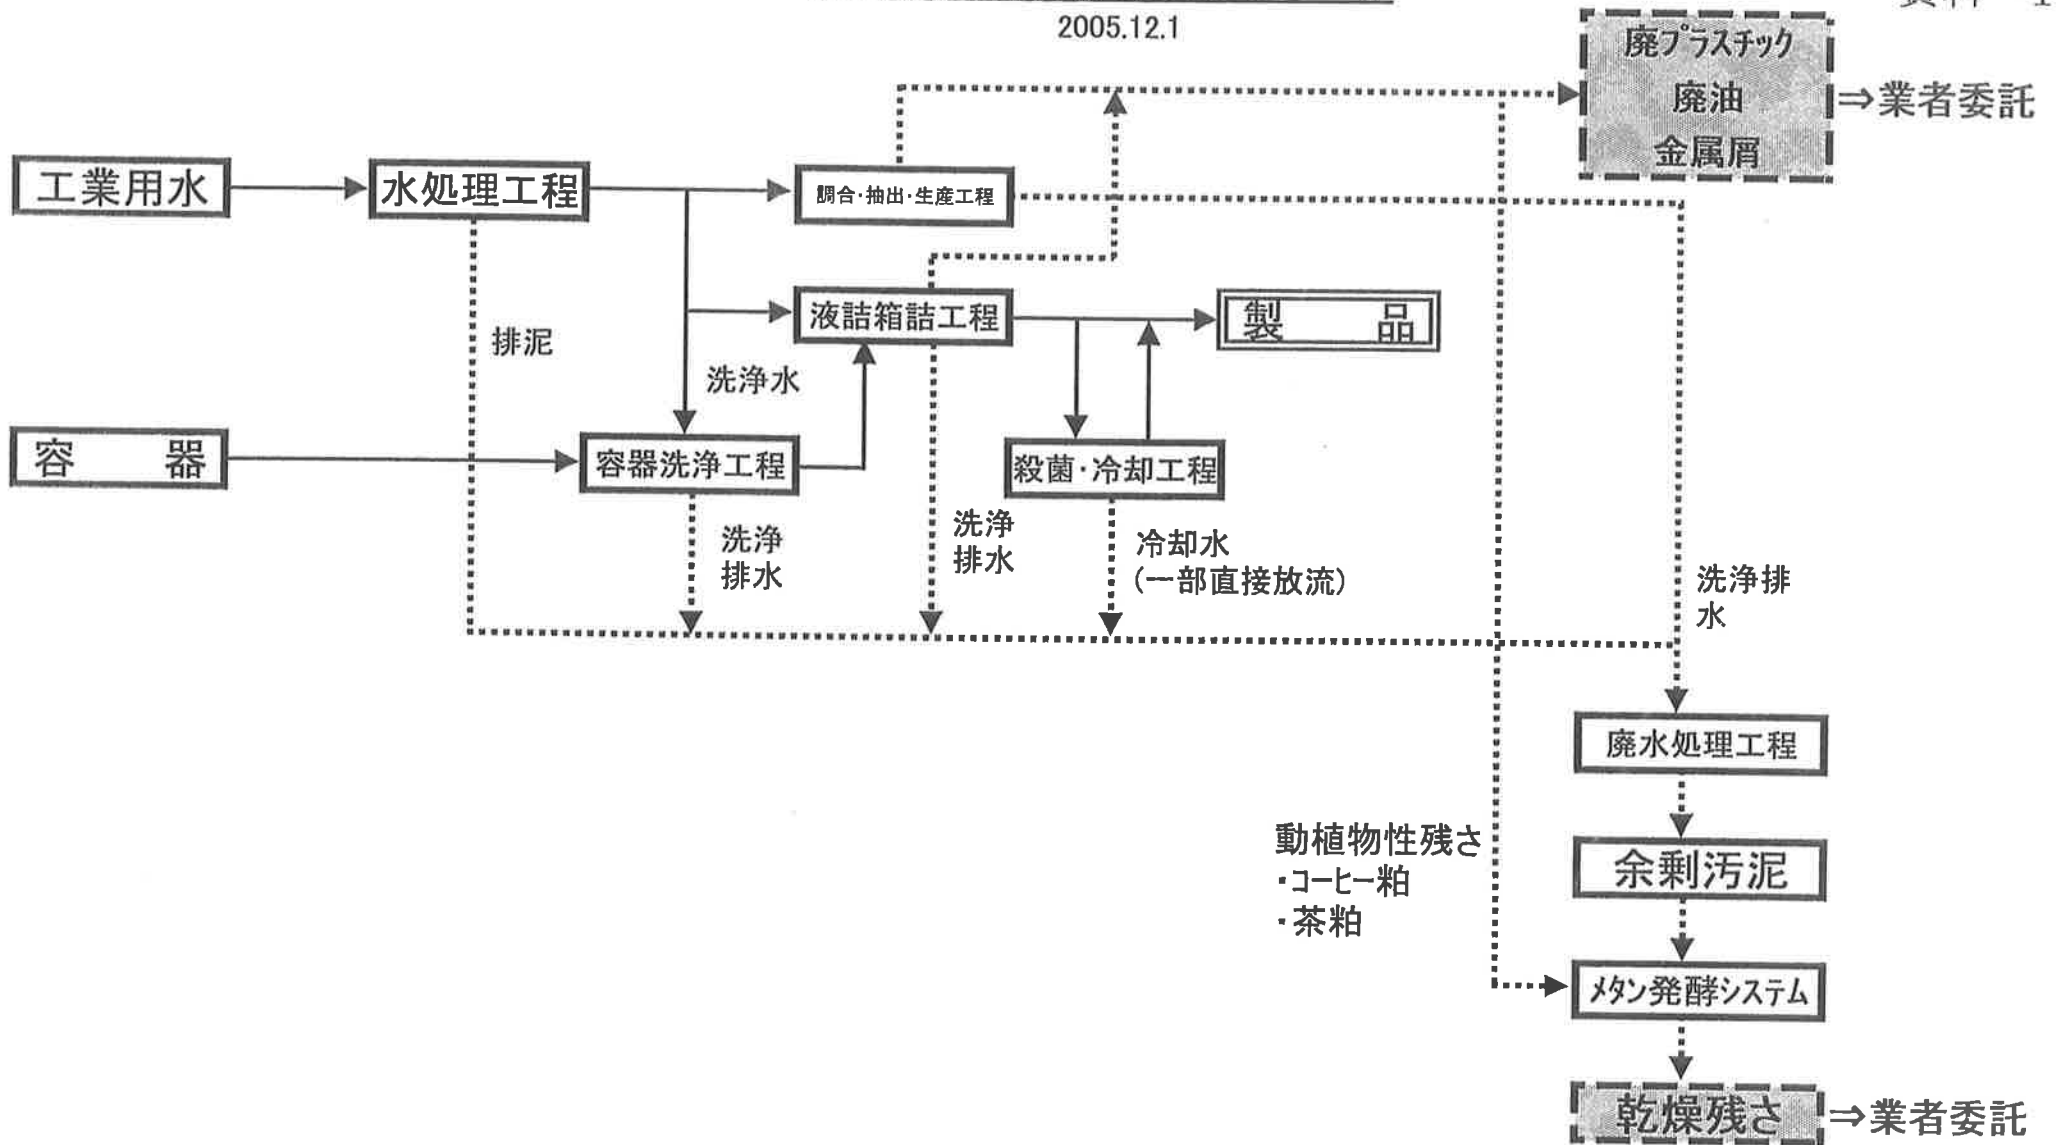 2005.12.1
廃プラスチック
廃油
金属屑
⇒業者委託
工業用水
水処理工程
調合・抽出・生産工程
液詰箱詰工程
製 品
排泥
洗浄水
容 器
容器洗浄工程
殺菌・冷却工程
洗浄
排水
洗浄
排水
冷却水
(一部直接放流)
洗浄排
水
廃水処理工程
動植物性残さ
・コーヒー粕
・茶粕
余剰汚泥
メタン発酵システム
乾燥残さ
⇒業者委託